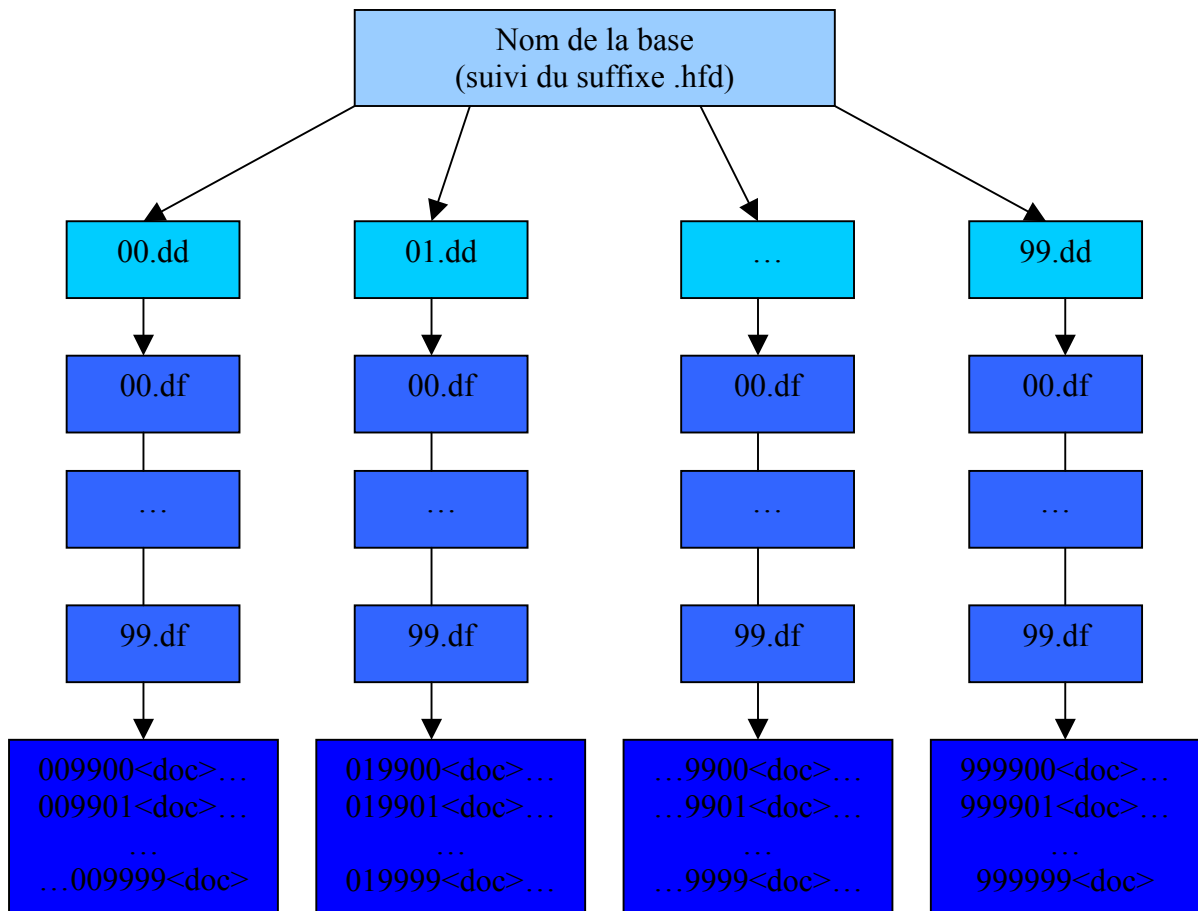 Nom de la base
(suivi du suffixe .hfd)
00.dd
01.dd
…
99.dd
00.df
00.df
00.df
00.df
…
…
…
…
99.df
99.df
99.df
99.df
009900<doc>…
009901<doc>…
…
…009999<doc>
019900<doc>…
019901<doc>…
…
019999<doc>…
…9900<doc>…
…9901<doc>…
…
…9999<doc>…
999900<doc>…
999901<doc>…
…
999999<doc>